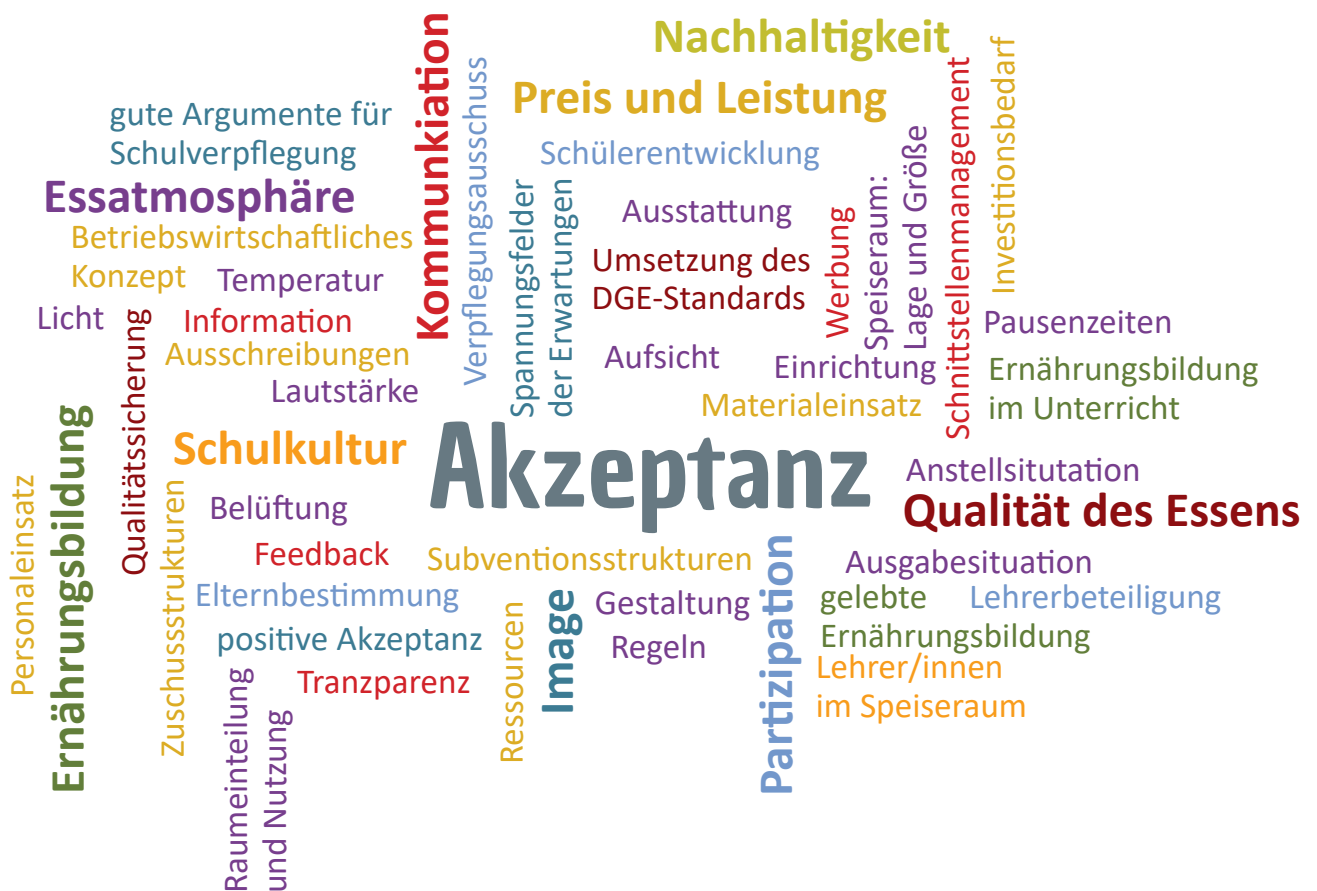 Nachhaltigkeit
Kommunkiation
Preis und Leistung
Verpflegungsausschuss
Schnittstellenmanagement
Investitionsbedarf
gute Argumente für
Schulverpflegung
Schülerentwicklung
Essatmosphäre
Spannungsfelder
der Erwartungen
Ausstattung
Werbung
Speiseraum:
Lage und Größe
Betriebswirtschaftliches
Konzept
Temperatur
Umsetzung des
DGE-Standards
Licht
Qualitätssicherung
Information
Pausenzeiten
Ausschreibungen
Aufsicht
Einrichtung
Ernährungsbildung
im Unterricht
Lautstärke
Materialeinsatz
Ernährungsbildung
Schulkultur
Akzeptanz
Anstellsitutation
Personaleinsatz
Zuschussstrukturen
Belüftung
Qualität des Essens
Feedback
Subventionsstrukturen
Partizipation
Ausgabesituation
Elternbestimmung
Ressourcen
Image
Gestaltung
gelebte
Ernährungsbildung
Lehrerbeteiligung
positive Akzeptanz
Regeln
Lehrer/innen
im Speiseraum
Raumeinteilung
und Nutzung
Tranzparenz